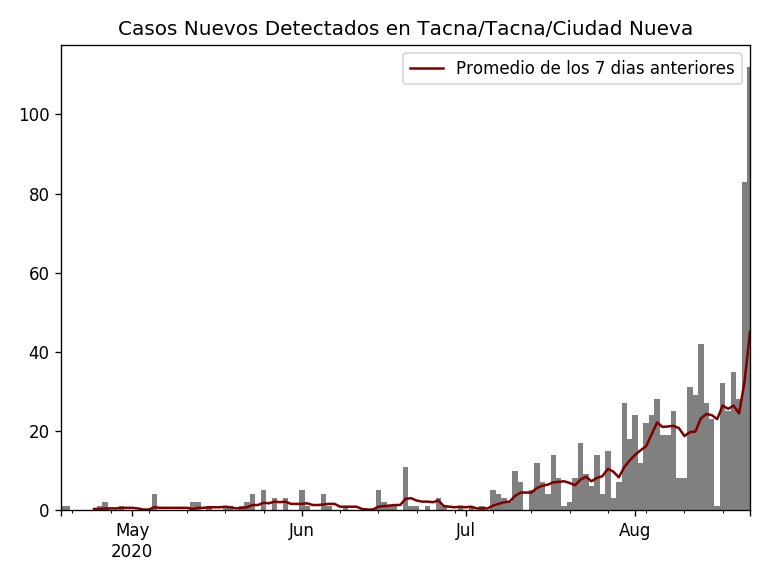 Casos Nuevos Detectados en Tacna/Tacna/Ciudad Nueva
Promedio de los 7 dias anteriores
100
80
60
40
20
0
May Jun Jul Aug
2020